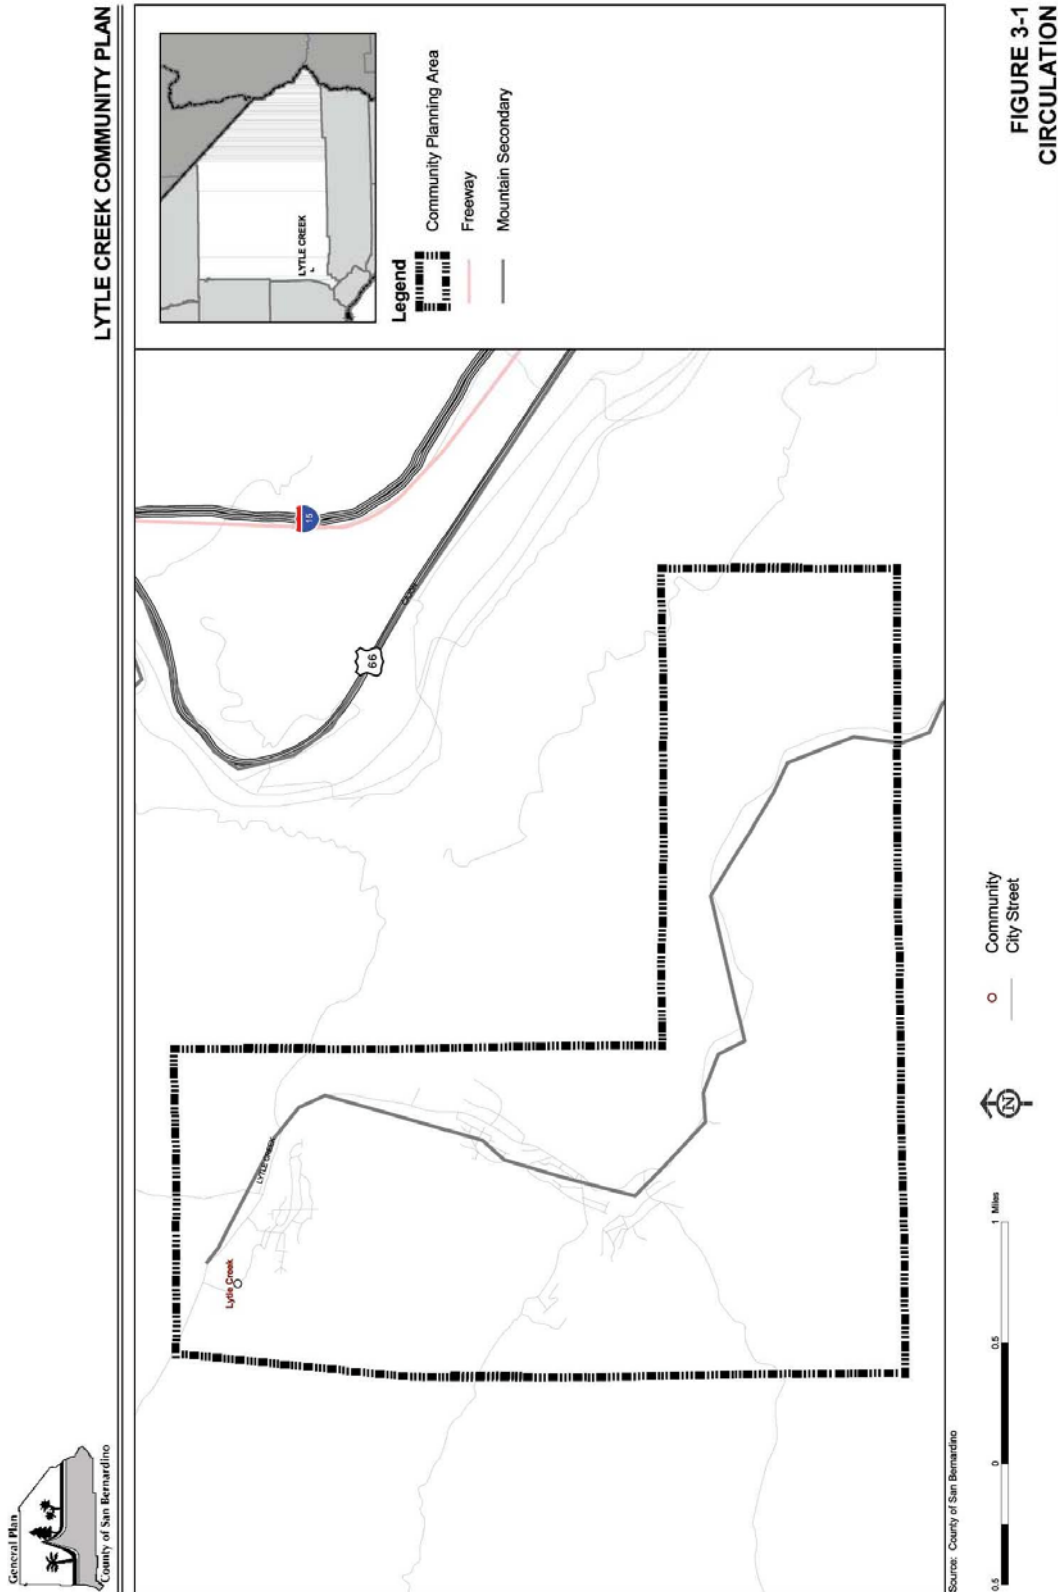 General Plan
County of San Bernardino
LYTLE CREEK COMMUNITY PLAN
LYTLE CREEK
Legend
Community Planning Area
Freeway
Mountain Secondary
15
66
CAJON
LYTLE CREEK
Lytle Creek
Source: County of San Bernardino
0.5 0 0.5 1 Miles
N
Community
City Street
FIGURE 3-1
CIRCULATION